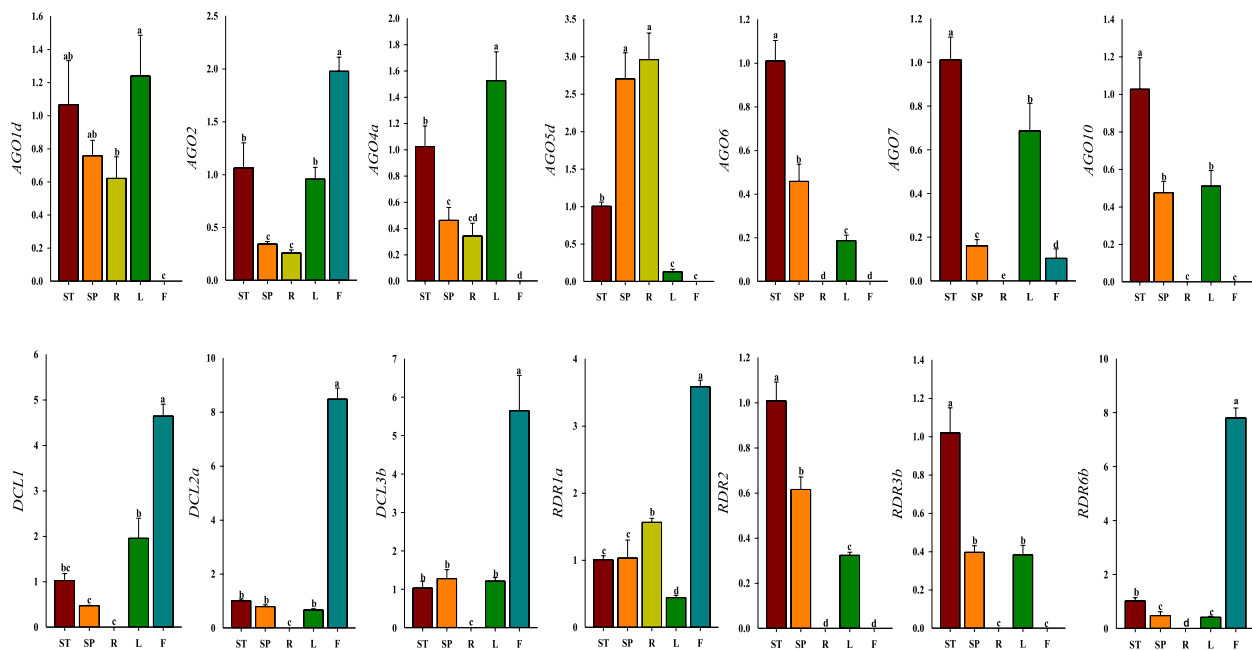 AGO1d
1.6
1.4
1.2
1.0
0.8
0.6
0.4
0.2
0.0
ab
ab
b
a
c
ST SP R L F
AGO2
2.5
2.0
1.5
1.0
0.5
0.0
b
c
c
b
a
ST SP R L F
AGO4a
2.0
1.8
1.6
1.4
1.2
1.0
0.8
0.6
0.4
0.2
0.0
b
c
cd
a
d
ST SP R L F
AGO5d
3.5
3.0
2.5
2.0
1.5
1.0
0.5
0.0
b
a
a
c
c
ST SP R L F
AGO6
1.2
1.0
0.8
0.6
0.4
0.2
0.0
a
b
d
c
d
ST SP R L F
AGO7
1.2
1.0
0.8
0.6
0.4
0.2
0.0
a
c
e
b
d
ST SP R L F
AGO10
1.4
1.2
1.0
0.8
0.6
0.4
0.2
0.0
a
b
c
b
c
ST SP R L F
DCL1
6
5
4
3
2
1
0
bc
c
c
b
a
ST SP R L F
DCL2a
10
8
6
4
2
0
b
b
c
b
a
ST SP R L F
DCL3b
7
6
5
4
3
2
1
0
b
b
c
b
a
ST SP R L F
RDR1a
4
3
2
1
0
c
c
b
d
a
ST SP R L F
RDR2
1.2
1.0
0.8
0.6
0.4
0.2
0.0
a
b
d
c
d
ST SP R L F
RDR3b
1.4
1.2
1.0
0.8
0.6
0.4
0.2
0.0
a
b
c
b
c
ST SP R L F
RDR6b
10
8
6
4
2
0
b
c
d
c
a
ST SP R L F